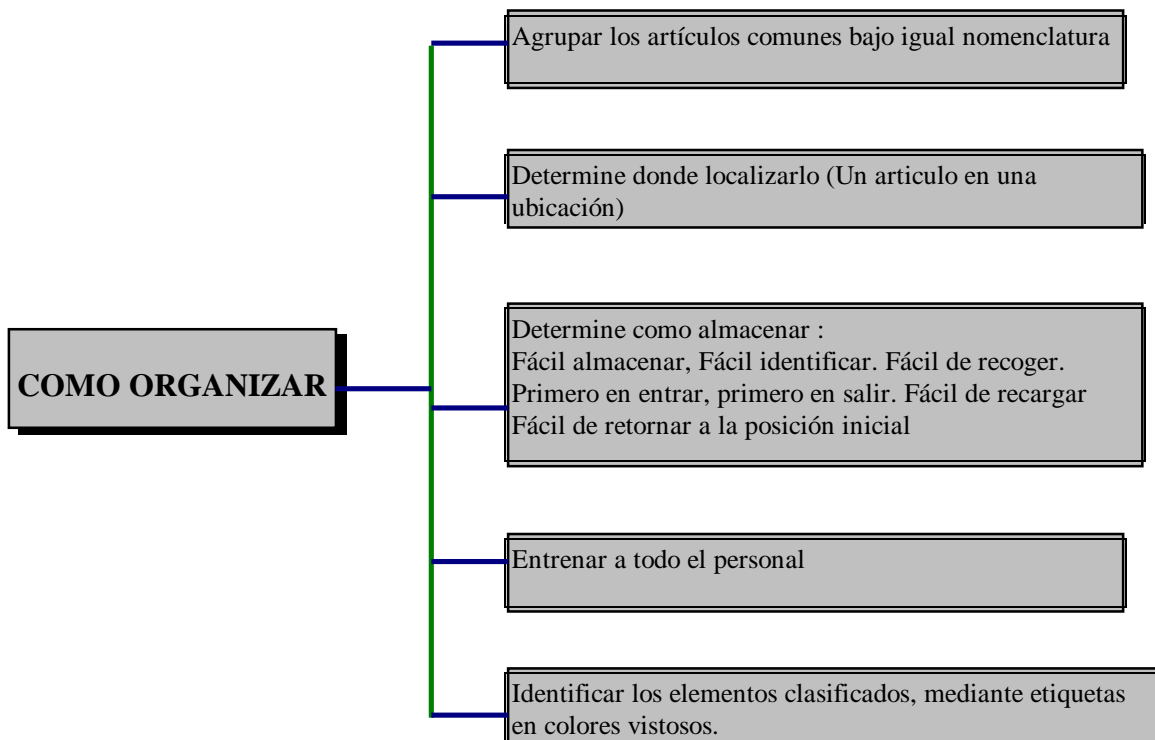 Agrupar los artículos comunes bajo igual nomenclatura
Determine donde localizarlo (Un articulo en una
ubicación)
COMO ORGANIZAR
Determine como almacenar :
Fácil almacenar, Fácil identificar. Fácil de recoger.
Primero en entrar, primero en salir. Fácil de recargar
Fácil de retornar a la posición inicial
Entrenar a todo el personal
Identificar los elementos clasificados, mediante etiquetas
en colores vistosos.